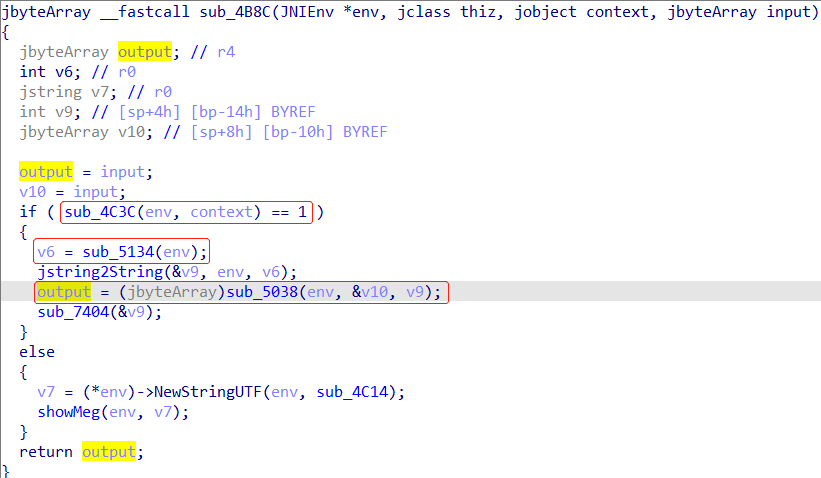 jbyteArray __fastcall sub_4B8C(JNIEnv *env, jclass thiz, jobject context, jbyteArray input)
{
  jbyteArray output; // r4
  int v6; // r0
  jstring v7; // r0
  int v9; // [sp+4h] [bp-14h] BYREF
  jbyteArray v10; // [sp+8h] [bp-10h] BYREF

  output = input;
  v10 = input;
  if ( sub_4C3C(env, context) == 1 )
  {
    v6 = sub_5134(env);
    jstring2String(&v9, env, v6);
    output = (jbyteArray)sub_5038(env, &v10, v9);
    sub_7404(&v9);
  }
  else
  {
    v7 = (*env)->NewStringUTF(env, sub_4C14);
    showMeg(env, v7);
  }
  return output;
}